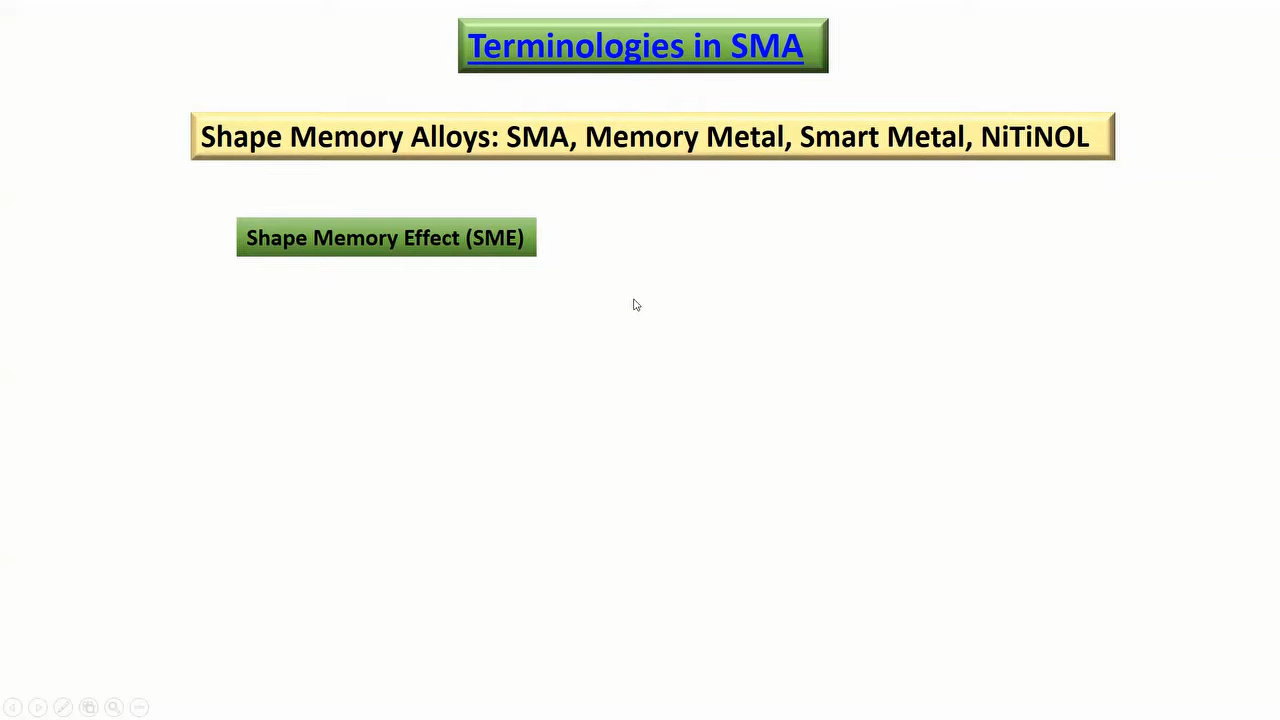 Terminologies in SMA
Shape Memory Alloys: SMA, Memory Metal, Smart Metal, NiTiNOL
Shape Memory Effect (SME)